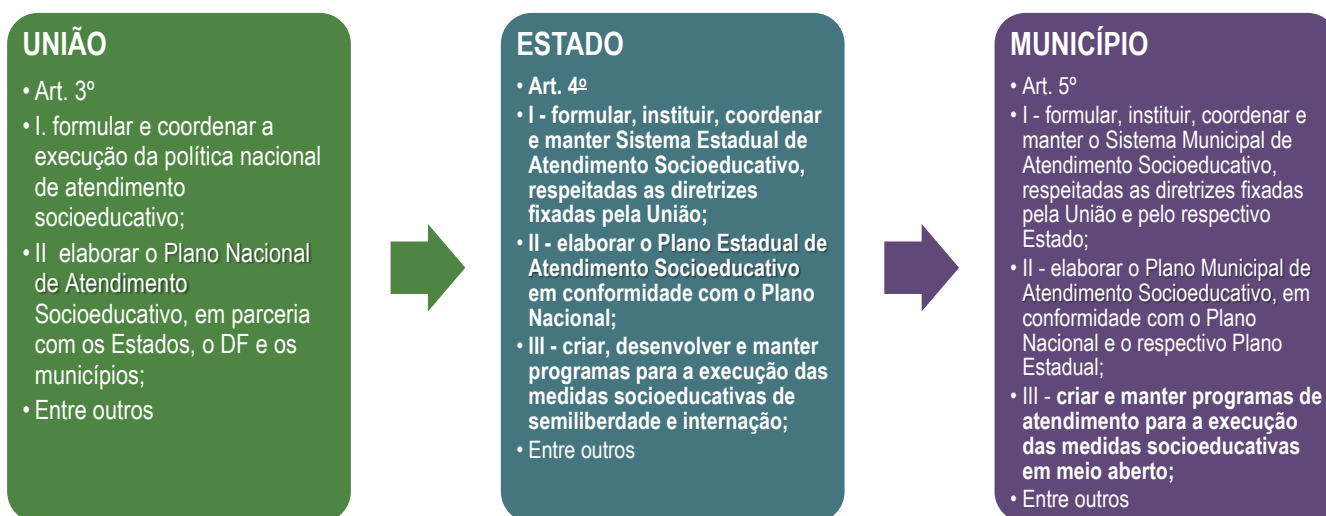 UNIÃO
• Art. 3º
• I. formular e coordenar a
execução da política nacional
de atendimento
socioeducativo;
• II elaborar o Plano Nacional
de Atendimento
Socioeducativo, em parceria
com os Estados, o DF e os
municípios;
• Entre outros
ESTADO
• Art. 4º
• I - formular, instituir, coordenar
e manter Sistema Estadual de
Atendimento Socioeducativo,
respeitadas as diretrizes
fixadas pela União;
• II - elaborar o Plano Estadual de
Atendimento Socioeducativo
em conformidade com o Plano
Nacional;
• III - criar, desenvolver e manter
programas para a execução das
medidas socioeducativas de
semiliberdade e internação;
• Entre outros
MUNICÍPIO
• Art. 5º
• I - formular, instituir, coordenar e
manter o Sistema Municipal de
Atendimento Socioeducativo,
respeitadas as diretrizes fixadas
pela União e pelo respectivo
Estado;
• II - elaborar o Plano Municipal de
Atendimento Socioeducativo, em
conformidade com o Plano
Nacional e o respectivo Plano
Estadual;
• III - criar e manter programas de
atendimento para a execução
das medidas socioeducativas
em meio aberto;
• Entre outros